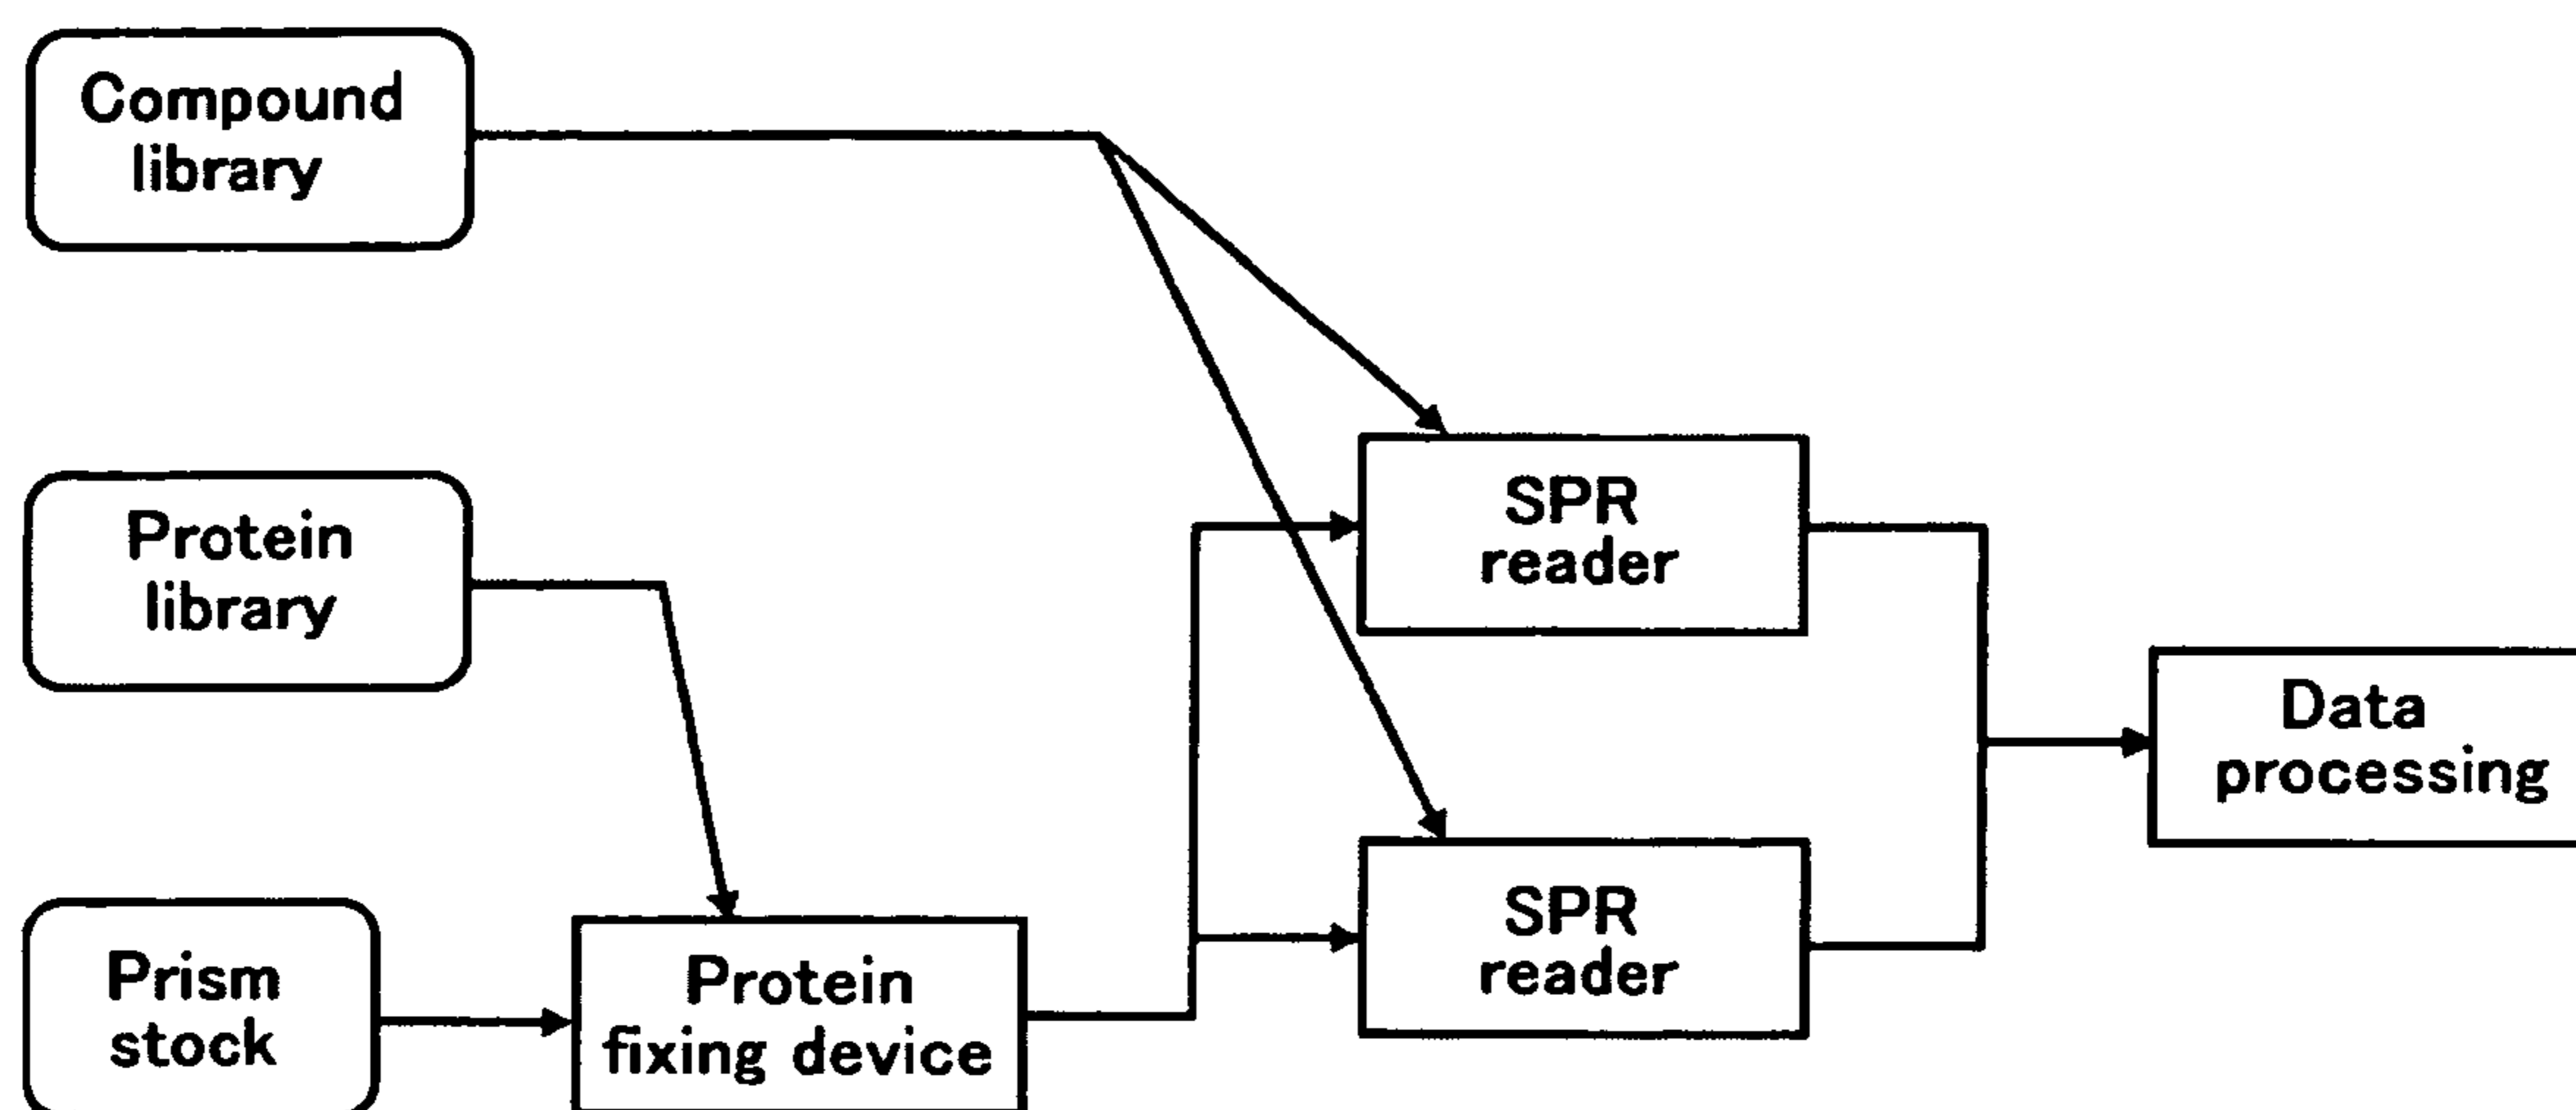 Compound
library
Protein
library
Prism
stock
Protein
fixing device
SPR
reader
SPR
reader
Data
processing